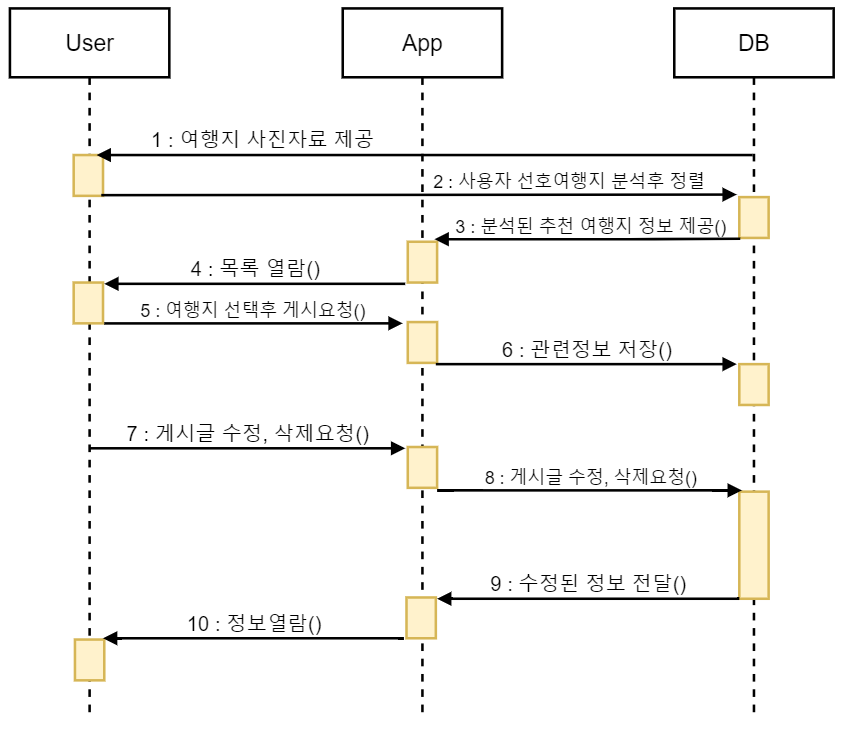 User
App
DB
1 : 여행지 사진자료 제공
2 : 사용자 선호여행지 분석후 정렬
3 : 분석된 추천 여행지 정보 제공()
4 : 목록 열람()
5 : 여행지 선택후 게시요청()
6 : 관련정보 저장()
7 : 게시글 수정, 삭제요청()
8 : 게시글 수정, 삭제요청()
9 : 수정된 정보 전달()
10 : 정보열람()